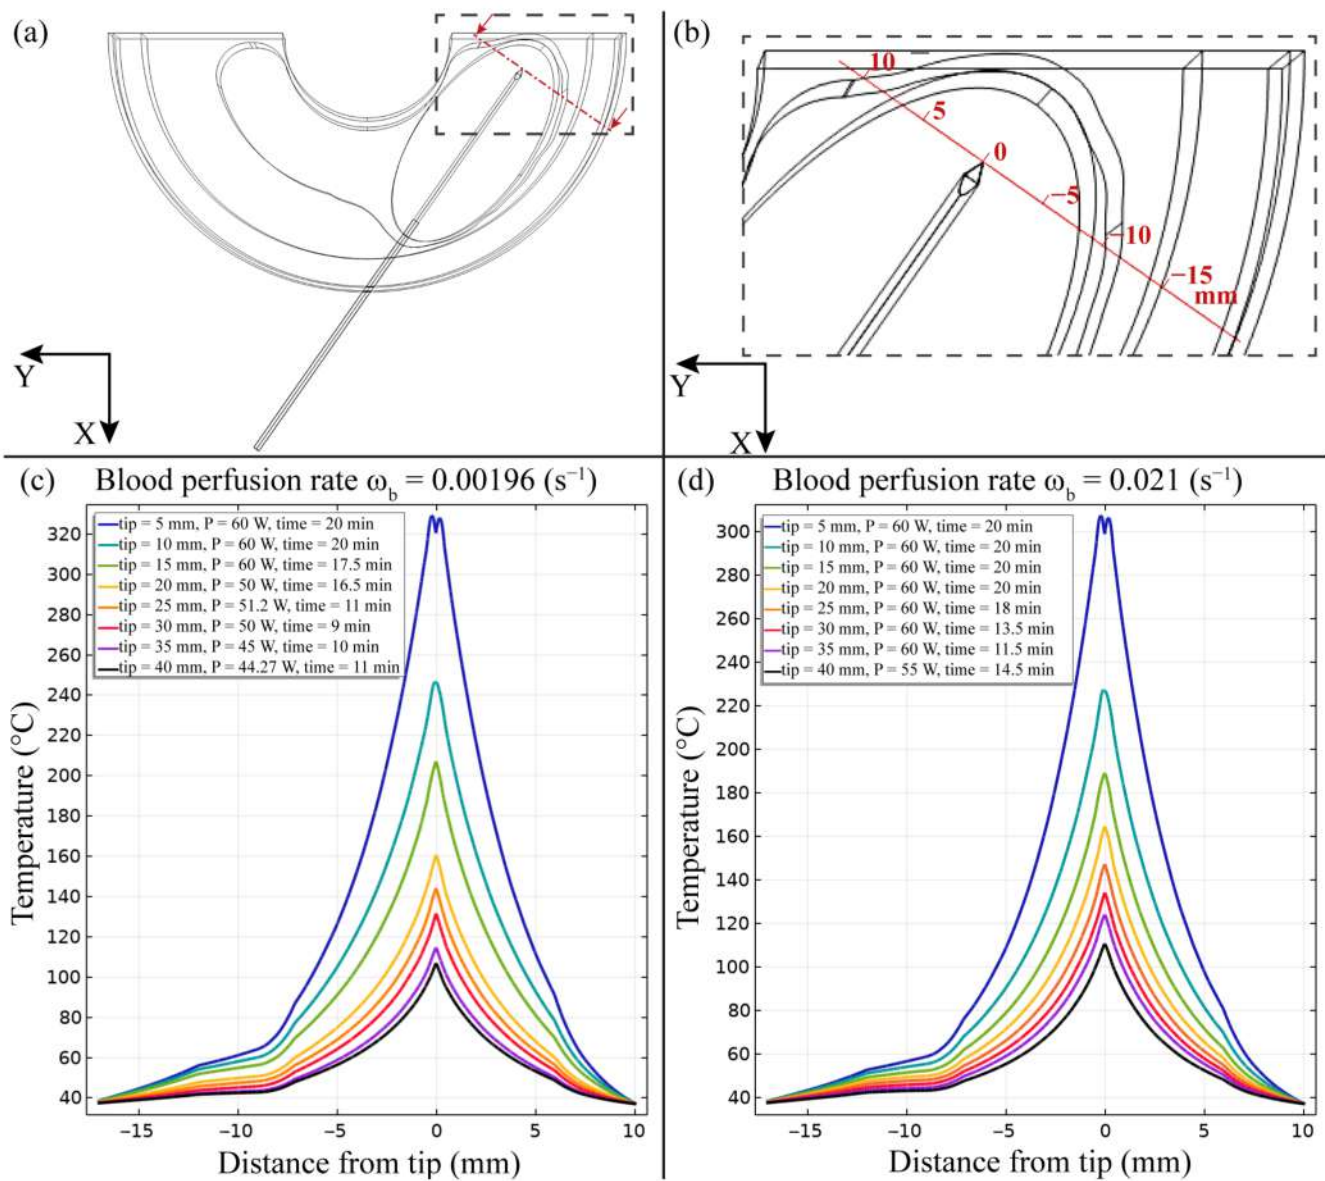 (a)
Y
X
(b)
10
5
0
−5
−10
−15
mm
Y
X
(c) Blood perfusion rate ω_b = 0.00196 (s⁻¹)
tip = 5 mm, P = 60 W, time = 20 min
tip = 10 mm, P = 60 W, time = 20 min
tip = 15 mm, P = 60 W, time = 17.5 min
tip = 20 mm, P = 50 W, time = 16.5 min
tip = 25 mm, P = 51.2 W, time = 11 min
tip = 30 mm, P = 50 W, time = 9 min
tip = 35 mm, P = 45 W, time = 10 min
tip = 40 mm, P = 44.27 W, time = 11 min
320
300
280
260
240
220
200
180
160
140
120
100
80
60
40
Temperature (°C)
−15 −10 −5 0 5 10
Distance from tip (mm)
(d) Blood perfusion rate ω_b = 0.021 (s⁻¹)
tip = 5 mm, P = 60 W, time = 20 min
tip = 10 mm, P = 60 W, time = 20 min
tip = 15 mm, P = 60 W, time = 20 min
tip = 20 mm, P = 60 W, time = 20 min
tip = 25 mm, P = 60 W, time = 18 min
tip = 30 mm, P = 60 W, time = 13.5 min
tip = 35 mm, P = 60 W, time = 11.5 min
tip = 40 mm, P = 55 W, time = 14.5 min
300
280
260
240
220
200
180
160
140
120
100
80
60
40
Temperature (°C)
−15 −10 −5 0 5 10
Distance from tip (mm)